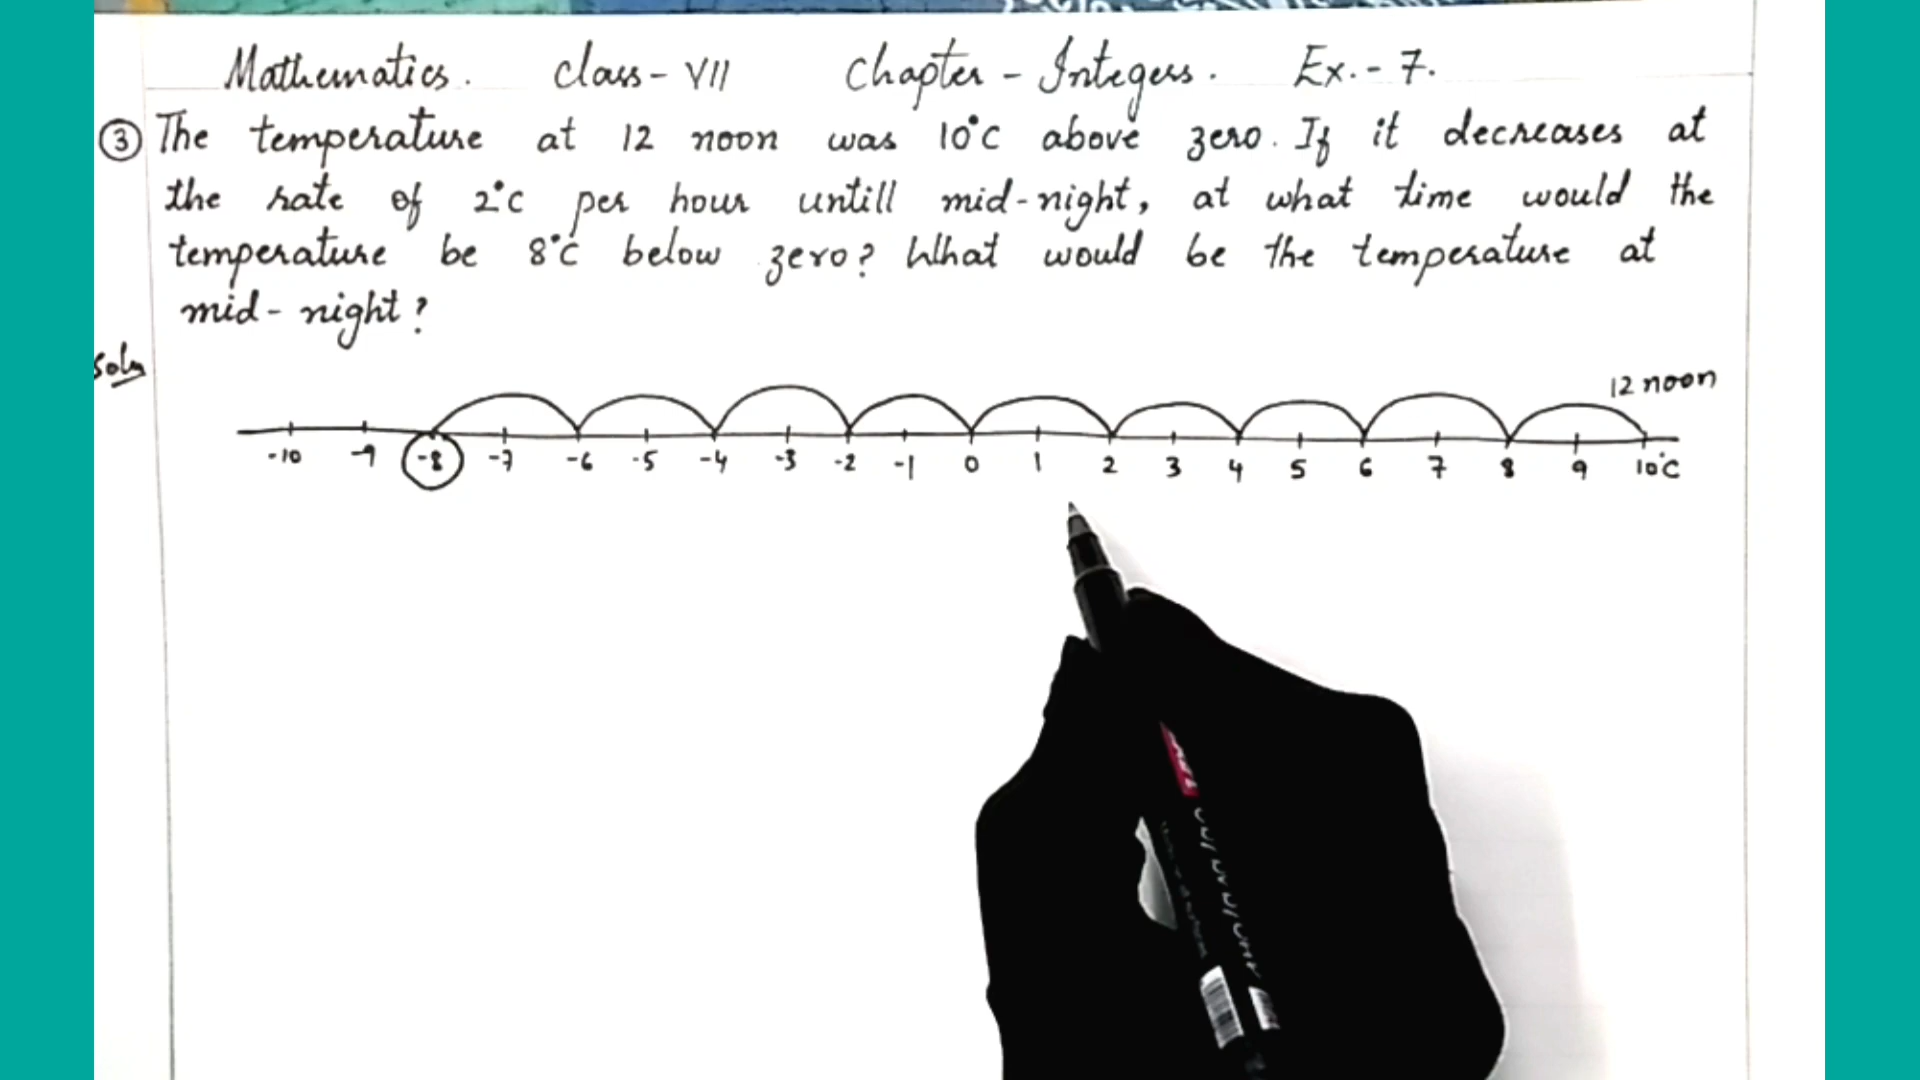 Mathematics. Class-VII Chapter - Integers. Ex.- 7.
③ The temperature at 12 noon was 10°C above zero. If it decreases at
the rate of 2°C per hour untill mid-night, at what time would the
temperature be 8°C below zero? What would be the temperature at
mid-night?
Soln
12 noon
-10 -9 -8 -7 -6 -5 -4 -3 -2 -1 0 1 2 3 4 5 6 7 8 9 10°C